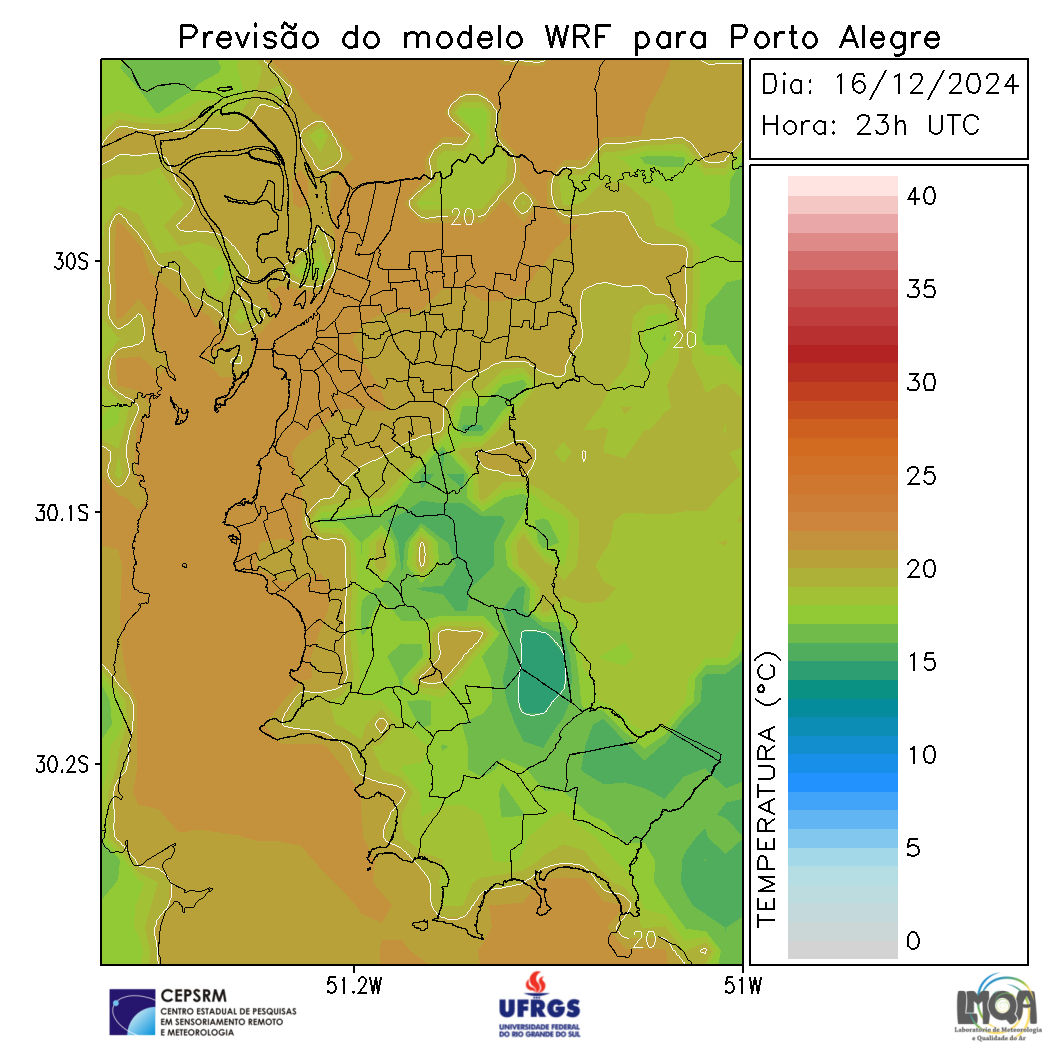 Previsão do modelo WRF para Porto Alegre
Dia: 16/12/2024
Hora: 23h UTC
30S
30.1S
30.2S
51.2W
51W
20
20
20
TEMPERATURA (°C)
40
35
30
25
20
15
10
5
0
CEPSRM
CENTRO ESTADUAL DE PESQUISAS
EM SENSORIAMENTO REMOTO
E METEOROLOGIA
UFRGS
UNIVERSIDADE FEDERAL
DO RIO GRANDE DO SUL
LMQA
Laboratório de Meteorologia
e Qualidade do Ar